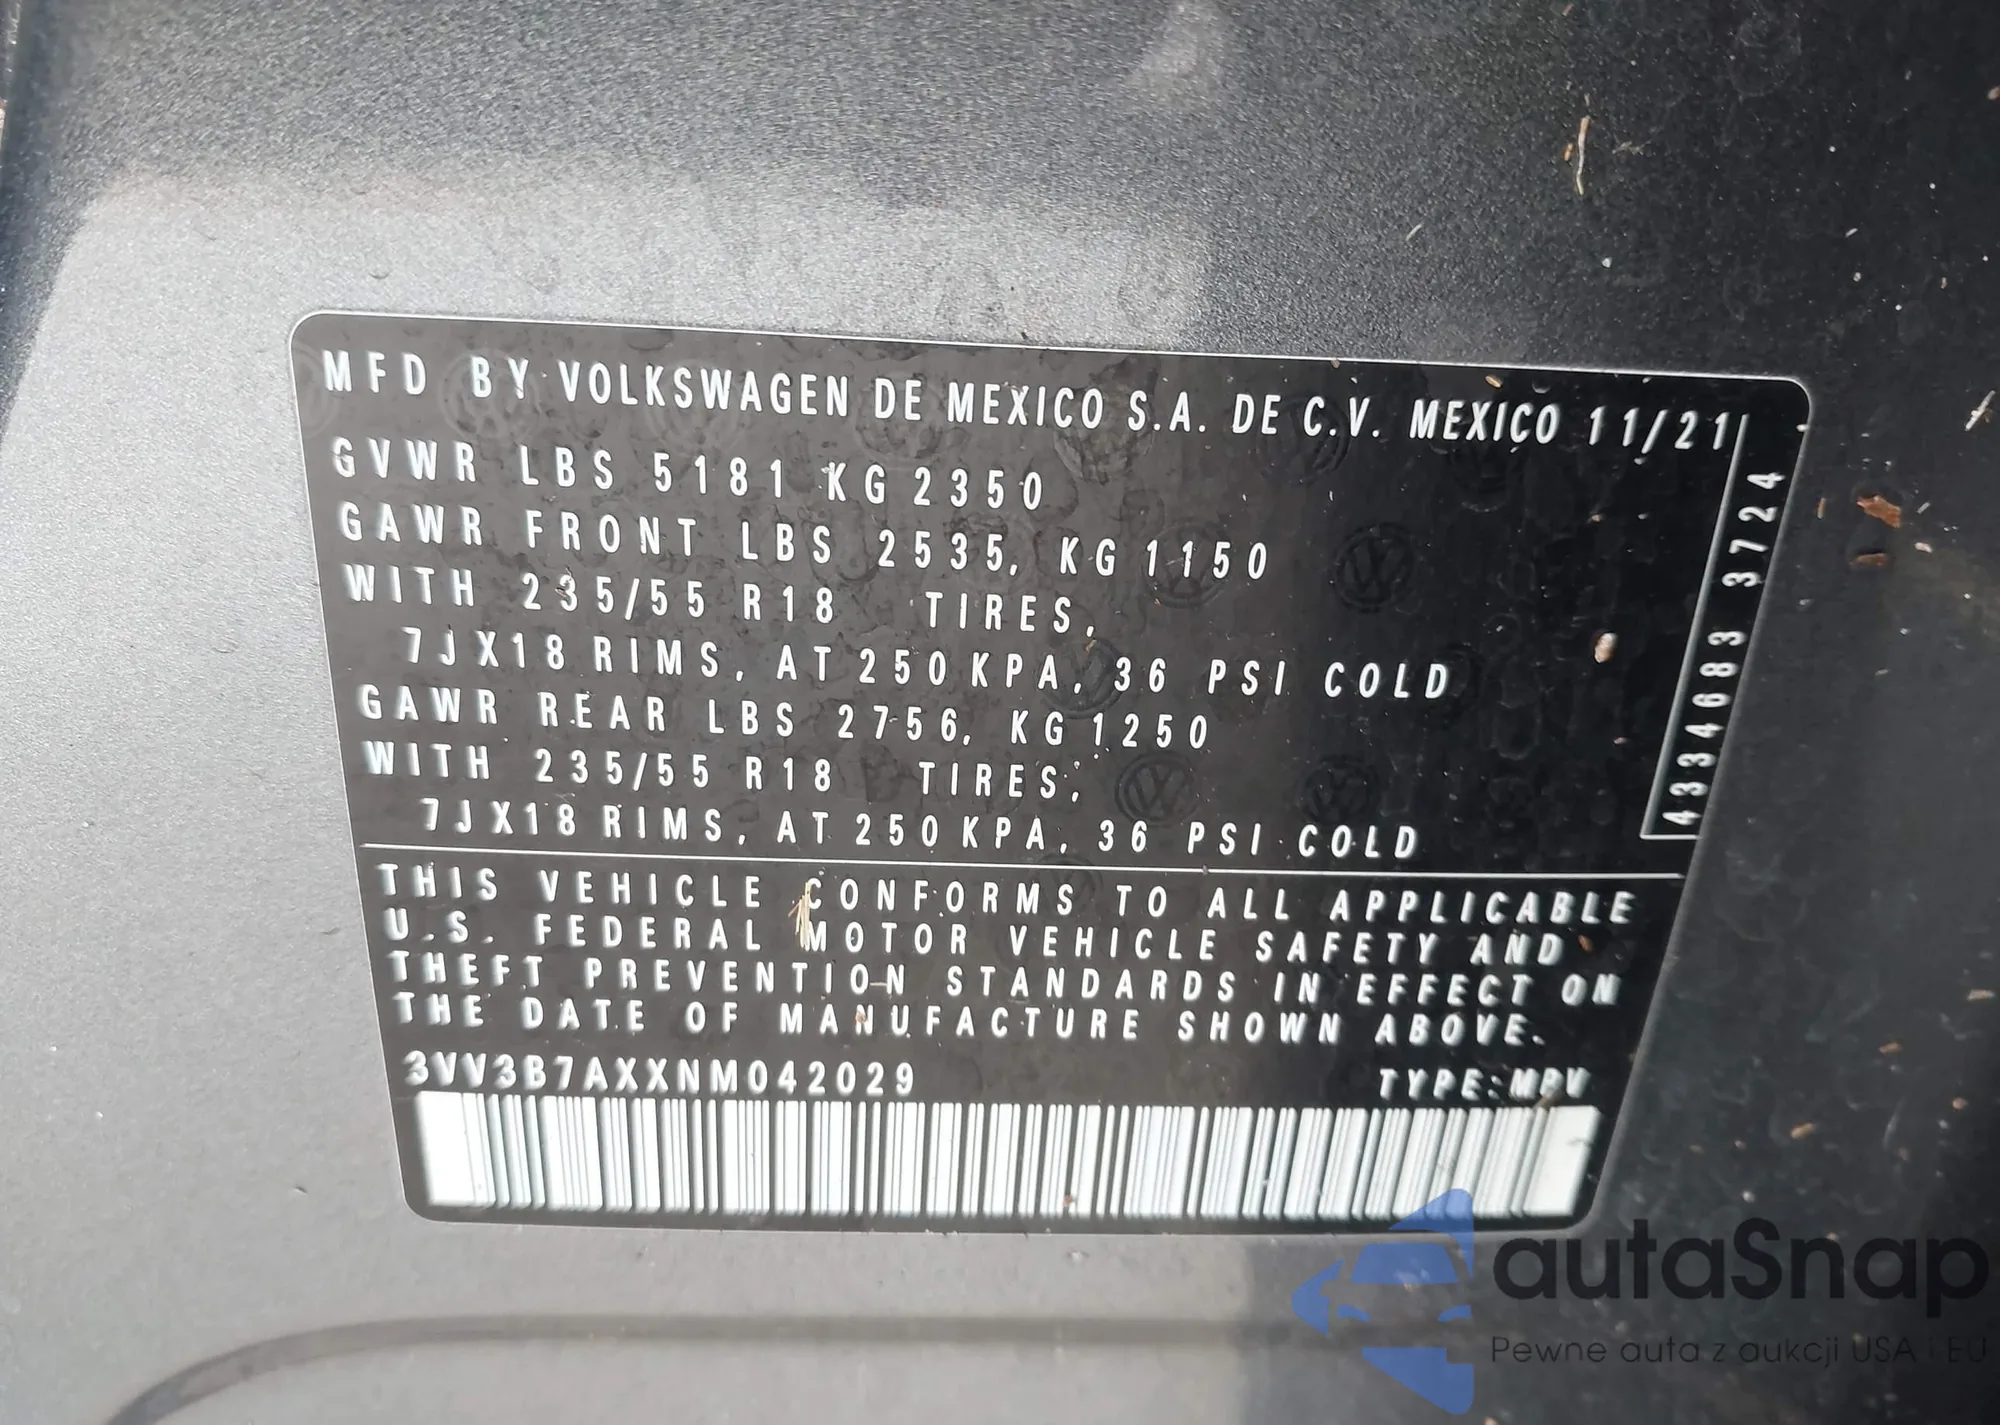 MFD BY VOLKSWAGEN DE MEXICO S.A. DE C.V. MEXICO 11/21
GVWR LBS 5181 KG 2350
GAWR FRONT LBS 2535, KG 1150
WITH 235/55 R18 TIRES,
7JX18 RIMS, AT 250 KPA, 36 PSI COLD
GAWR REAR LBS 2756, KG 1250
WITH 235/55 R18 TIRES,
7JX18 RIMS, AT 250 KPA, 36 PSI COLD
4334683 3724
THIS VEHICLE CONFORMS TO ALL APPLICABLE
U.S. FEDERAL MOTOR VEHICLE SAFETY AND
THEFT PREVENTION STANDARDS IN EFFECT ON
THE DATE OF MANUFACTURE SHOWN ABOVE.
3VV3B7AXXNM042029 TYPE: MPV
autaSnap
Pewne auta z aukcji USA i EU